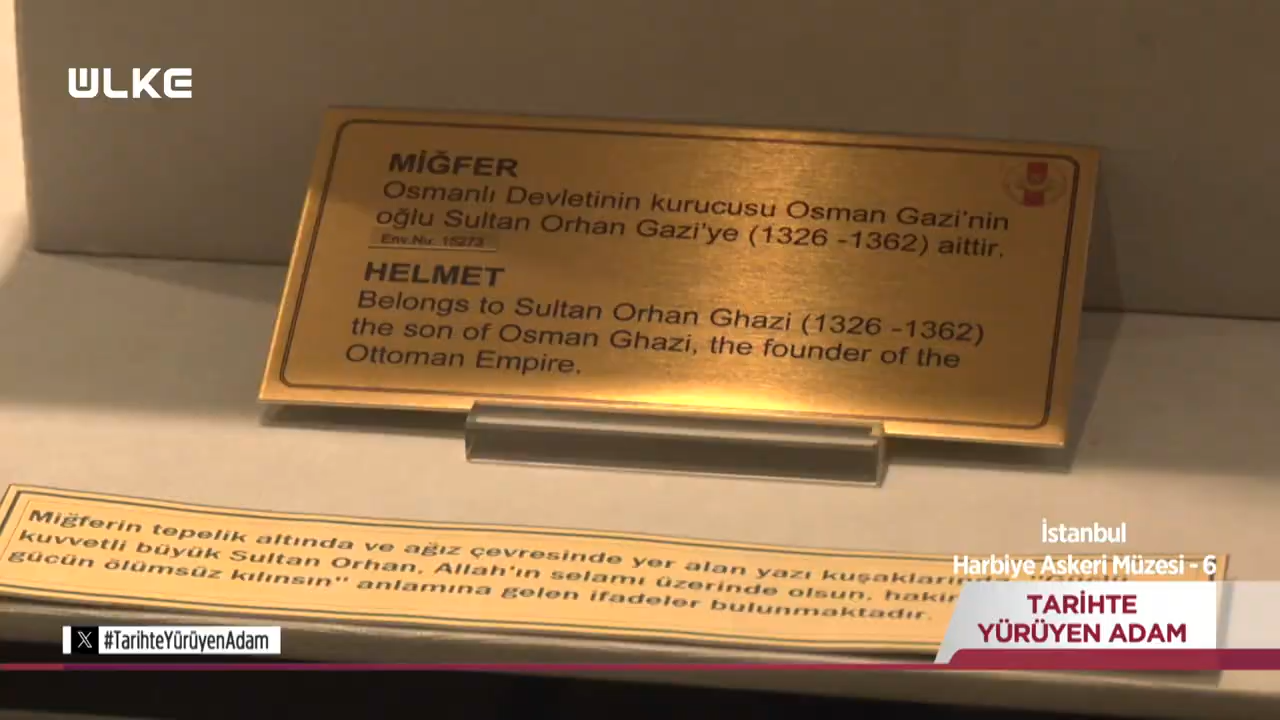 ÜLKE
MİĞFER
Osmanlı Devletinin kurucusu Osman Gazi'nin
oğlu Sultan Orhan Gazi'ye (1326 -1362) aittir.
Env.Nu: 15273
HELMET
Belongs to Sultan Orhan Ghazi (1326 -1362)
the son of Osman Ghazi, the founder of the
Ottoman Empire.
Miğferin tepelik altında ve ağız çevresinde yer alan yazı kuşaklarında
kuvvetli büyük Sultan Orhan, Allah'ın selamı üzerinde olsun,
gücün ölümsüz kılınsın" anlamına gelen ifadeler bulunmaktadır.
İstanbul
Harbiye Askeri Müzesi - 6
TARİHTE
YÜRÜYEN ADAM
#TarihteYürüyenAdam